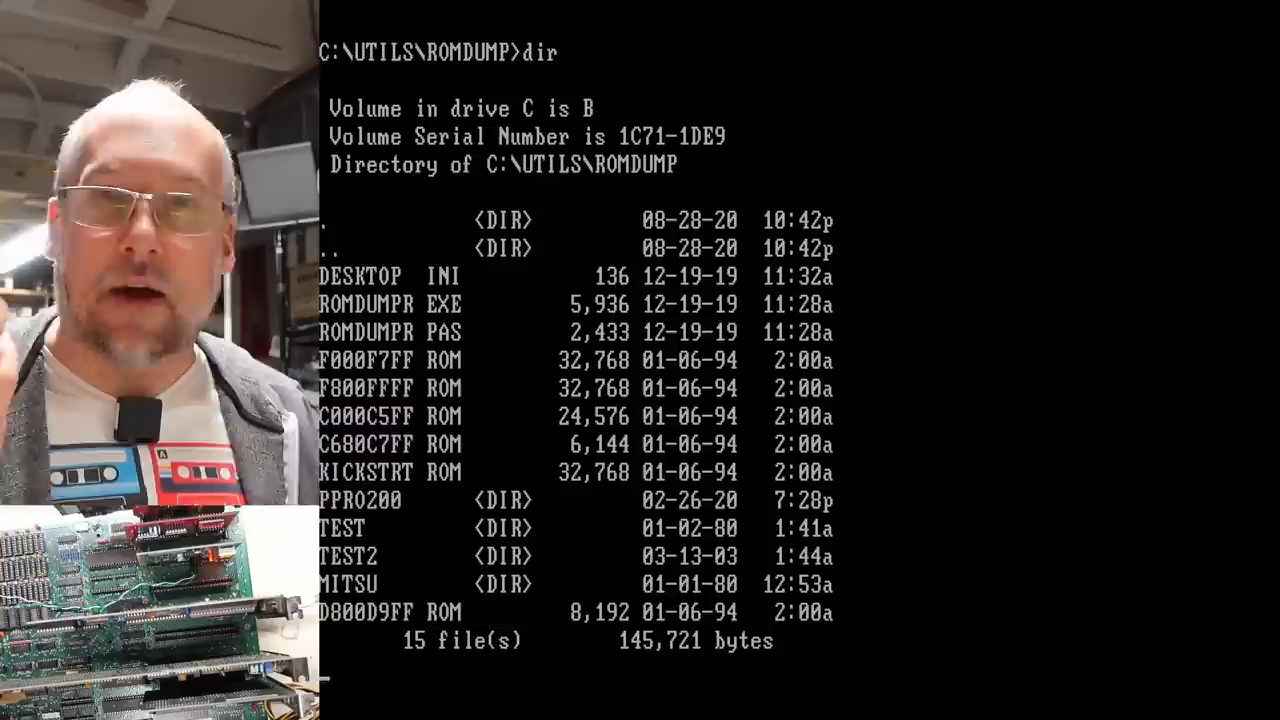 C:\UTILS\ROMDUMP>dir
Volume in drive C is B
Volume Serial Number is 1C71-1DE9
Directory of C:\UTILS\ROMDUMP
. <DIR> 08-28-20 10:42p
.. <DIR> 08-28-20 10:42p
DESKTOP INI 136 12-19-19 11:32a
ROMDUMPR EXE 5,936 12-19-19 11:28a
ROMDUMPR PAS 2,433 12-19-19 11:28a
F000F7FF ROM 32,768 01-06-94 2:00a
F800FFFF ROM 32,768 01-06-94 2:00a
C000C5FF ROM 24,576 01-06-94 2:00a
C680C7FF ROM 6,144 01-06-94 2:00a
KICKSTRT ROM 32,768 01-06-94 2:00a
PPRO200 <DIR> 02-26-20 7:28p
TEST <DIR> 01-02-80 1:41a
TEST2 <DIR> 03-13-03 1:44a
MITSU <DIR> 01-01-80 12:53a
D800D9FF ROM 8,192 01-06-94 2:00a
15 file(s) 145,721 bytes
A